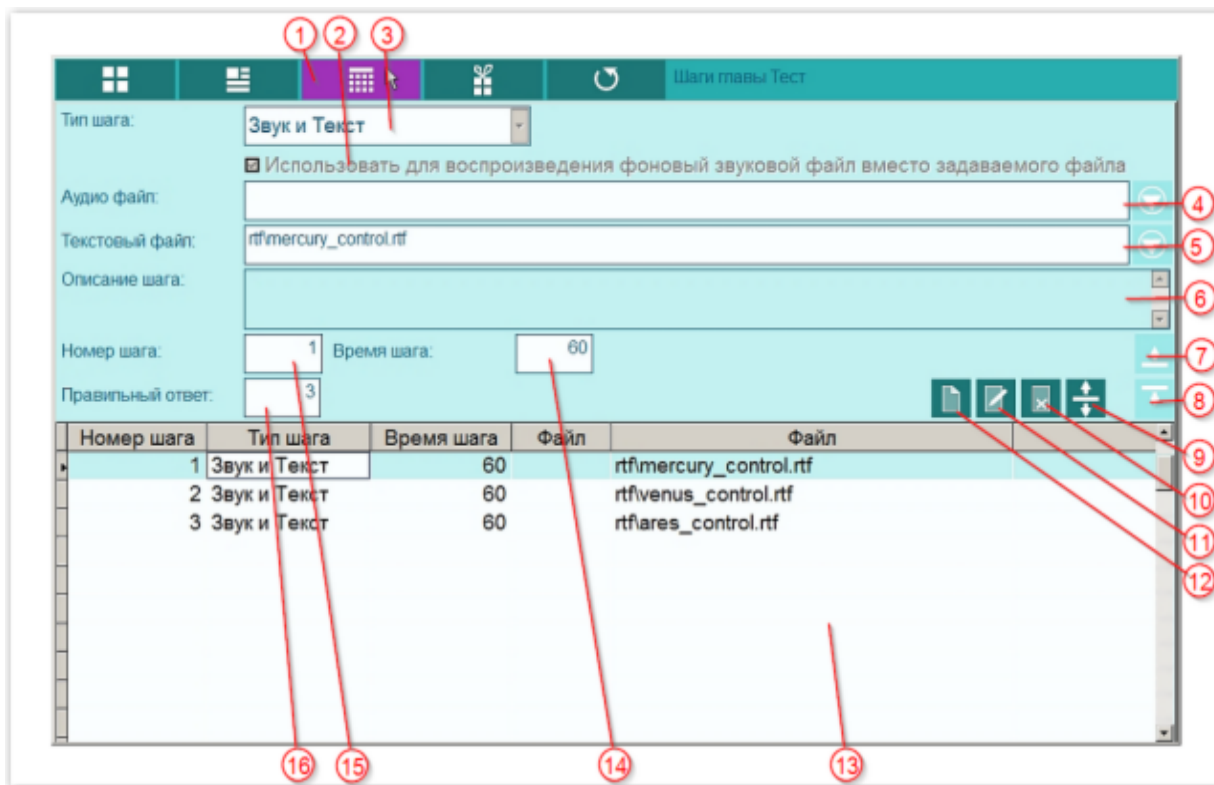 1 2 3
Шаги главы Тест
Тип шага: Звук и Текст
Использовать для воспроизведения фоновый звуковой файл вместо задаваемого файла
Аудио файл: 4
Текстовый файл: rtf\mercury_control.rtf 5
Описание шага: 6
Номер шага: 1 Время шага: 60 7
Правильный ответ: 3 8
Номер шага Тип шага Время шага Файл Файл 9
1 Звук и Текст 60 rtf\mercury_control.rtf
2 Звук и Текст 60 rtf\venus_control.rtf 10
3 Звук и Текст 60 rtf\ares_control.rtf 11
12
16 15 14 13